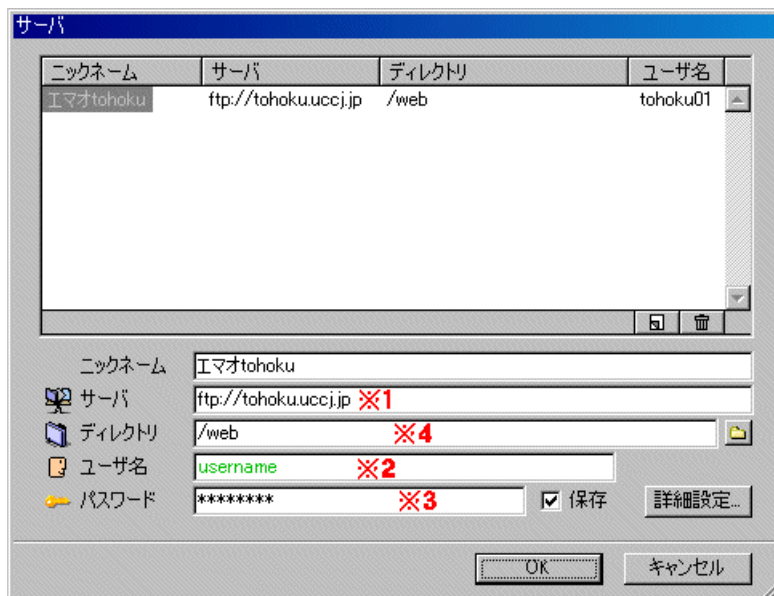 サーバ
ニックネーム サーバ ディレクトリ ユーザ名
エマオtohoku ftp://tohoku.uccj.jp /web tohoku01
ニックネーム エマオtohoku
サーバ ftp://tohoku.uccj.jp ※1
ディレクトリ /web ※4
ユーザ名 username ※2
パスワード ******** ※3 保存 詳細設定...
OK キャンセル